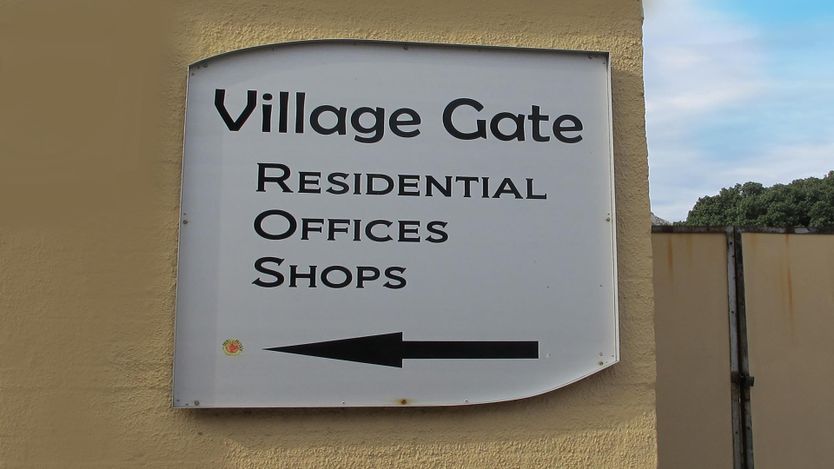 Village Gate
RESIDENTIAL
OFFICES
SHOPS